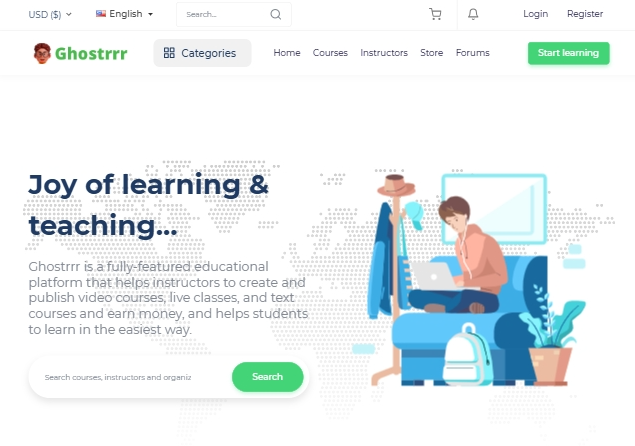 USD ($) English Search... Login Register
Ghostrrr Categories Home Courses Instructors Store Forums Start learning
Joy of learning &
teaching...
Ghostrrr is a fully-featured educational
platform that helps instructors to create and
publish video courses, live classes, and text
courses and earn money, and helps students
to learn in the easiest way.
Search courses, instructors and organiz Search